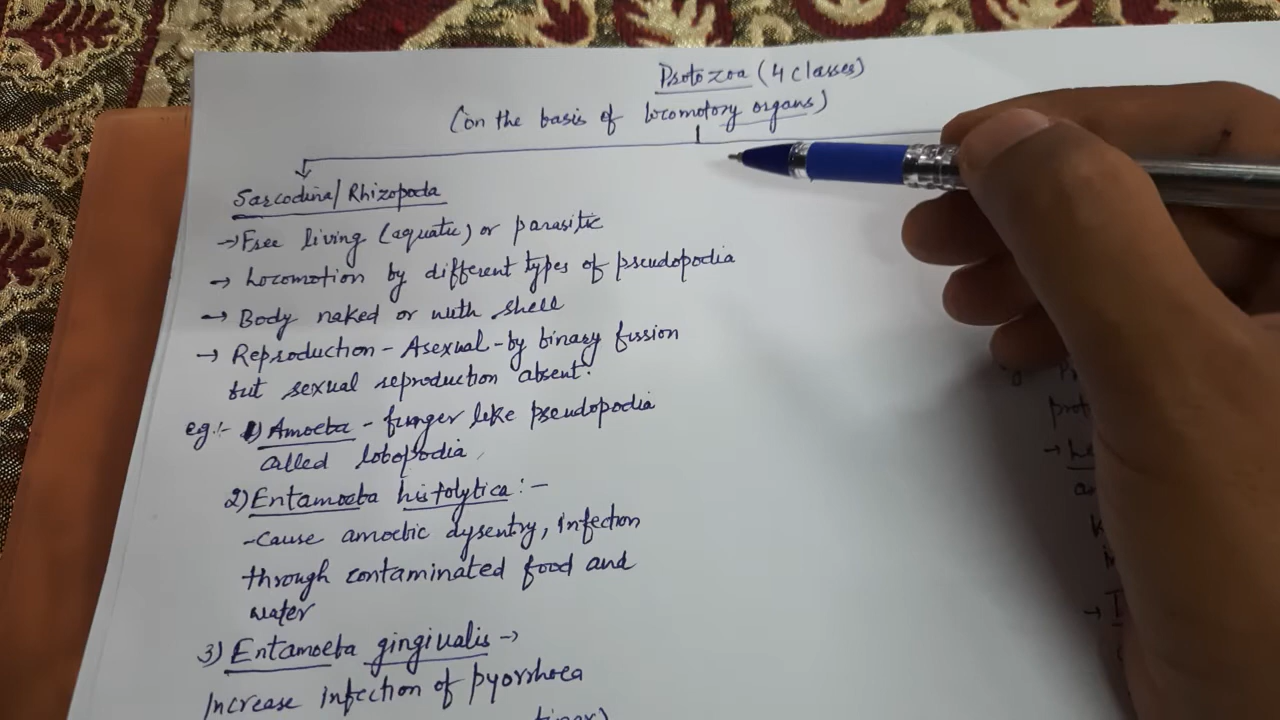 Protozoa (4 classes)
(on the basis of locomotory organs)
Sarcodina/Rhizopoda
→ Free living (aquatic) or parasitic
→ Locomotion by different types of pseudopodia
→ Body naked or with shell
→ Reproduction - Asexual - by binary fission
but sexual reproduction absent.
eg:- 1) Amoeba - finger like pseudopodia
called lobopodia
2) Entamoeba histolytica :-
- cause amoebic dysentry, infection
through contaminated food and
water
3) Entamoeba gingivalis →
Increase infection of pyorrhoea